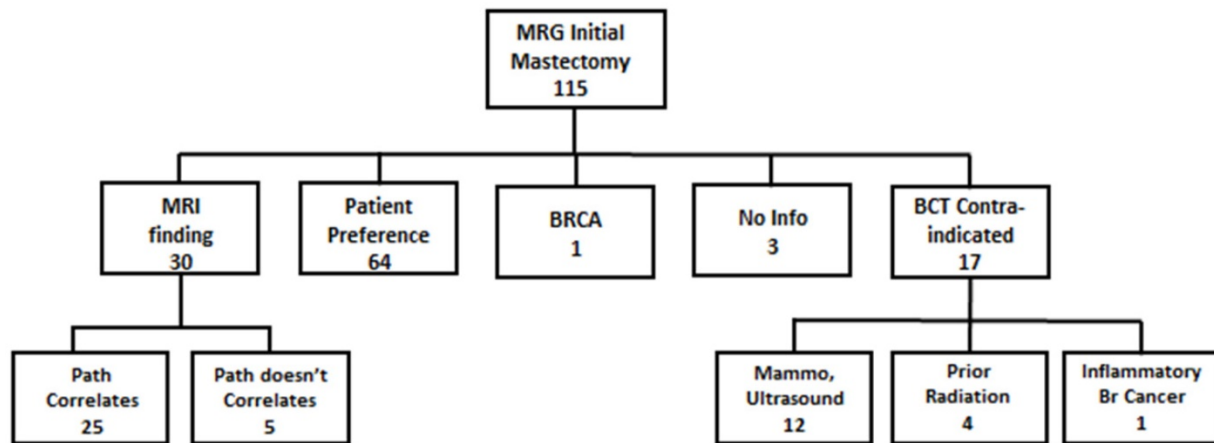 MRG Initial
Mastectomy
115
MRI
finding
30
Patient
Preference
64
BRCA
1
No Info
3
BCT Contra-
indicated
17
Path
Correlates
25
Path doesn't
Correlates
5
Mammo,
Ultrasound
12
Prior
Radiation
4
Inflammatory
Br Cancer
1